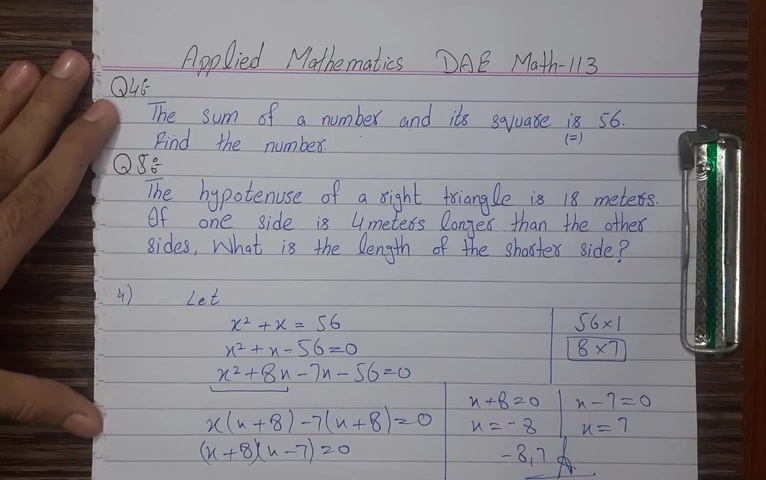 Applied Mathematics DAE Math-113
Q4:
The sum of a number and its square is 56.
(=)
Find the number.
Q5:
The hypotenuse of a right triangle is 18 meters.
If one side is 4meters longer than the other
sides, What is the length of the shorter side?
4) Let
x² + x = 56
x² + x - 56 = 0
x² + 8x - 7x - 56 = 0
56 × 1
8 × 7
x(x + 8) - 7(x + 8) = 0
(x + 8)(x - 7) = 0
x + 8 = 0
x = -8
x - 7 = 0
x = 7
-8, 7